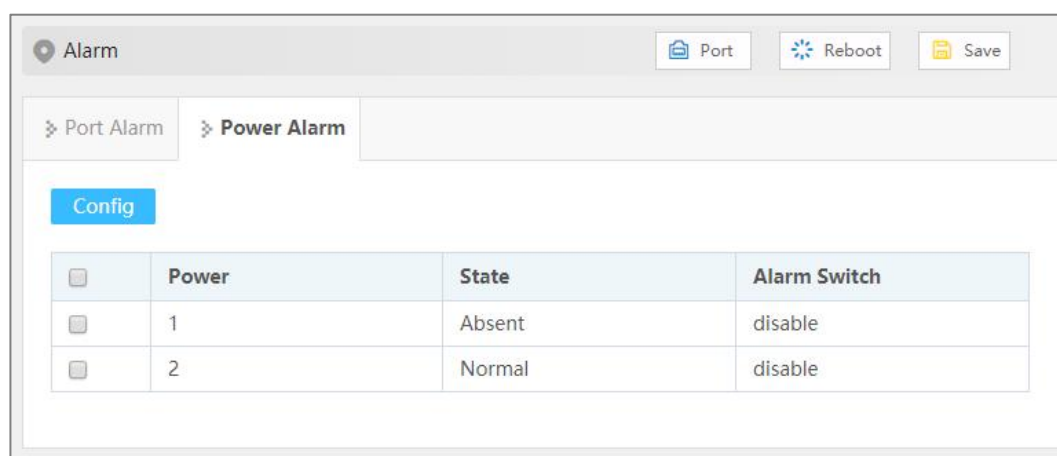 Alarm Port Reboot Save
Port Alarm Power Alarm
Config
Power State Alarm Switch
1 Absent disable
2 Normal disable